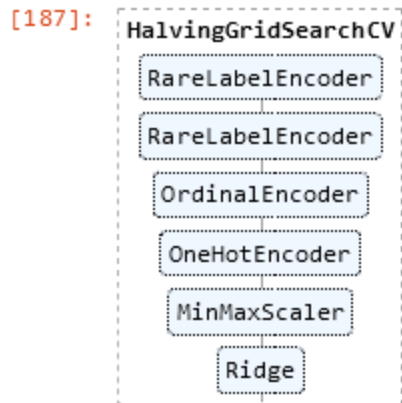 [187]:
HalvingGridSearchCV
RareLabelEncoder
RareLabelEncoder
OrdinalEncoder
OneHotEncoder
MinMaxScaler
Ridge